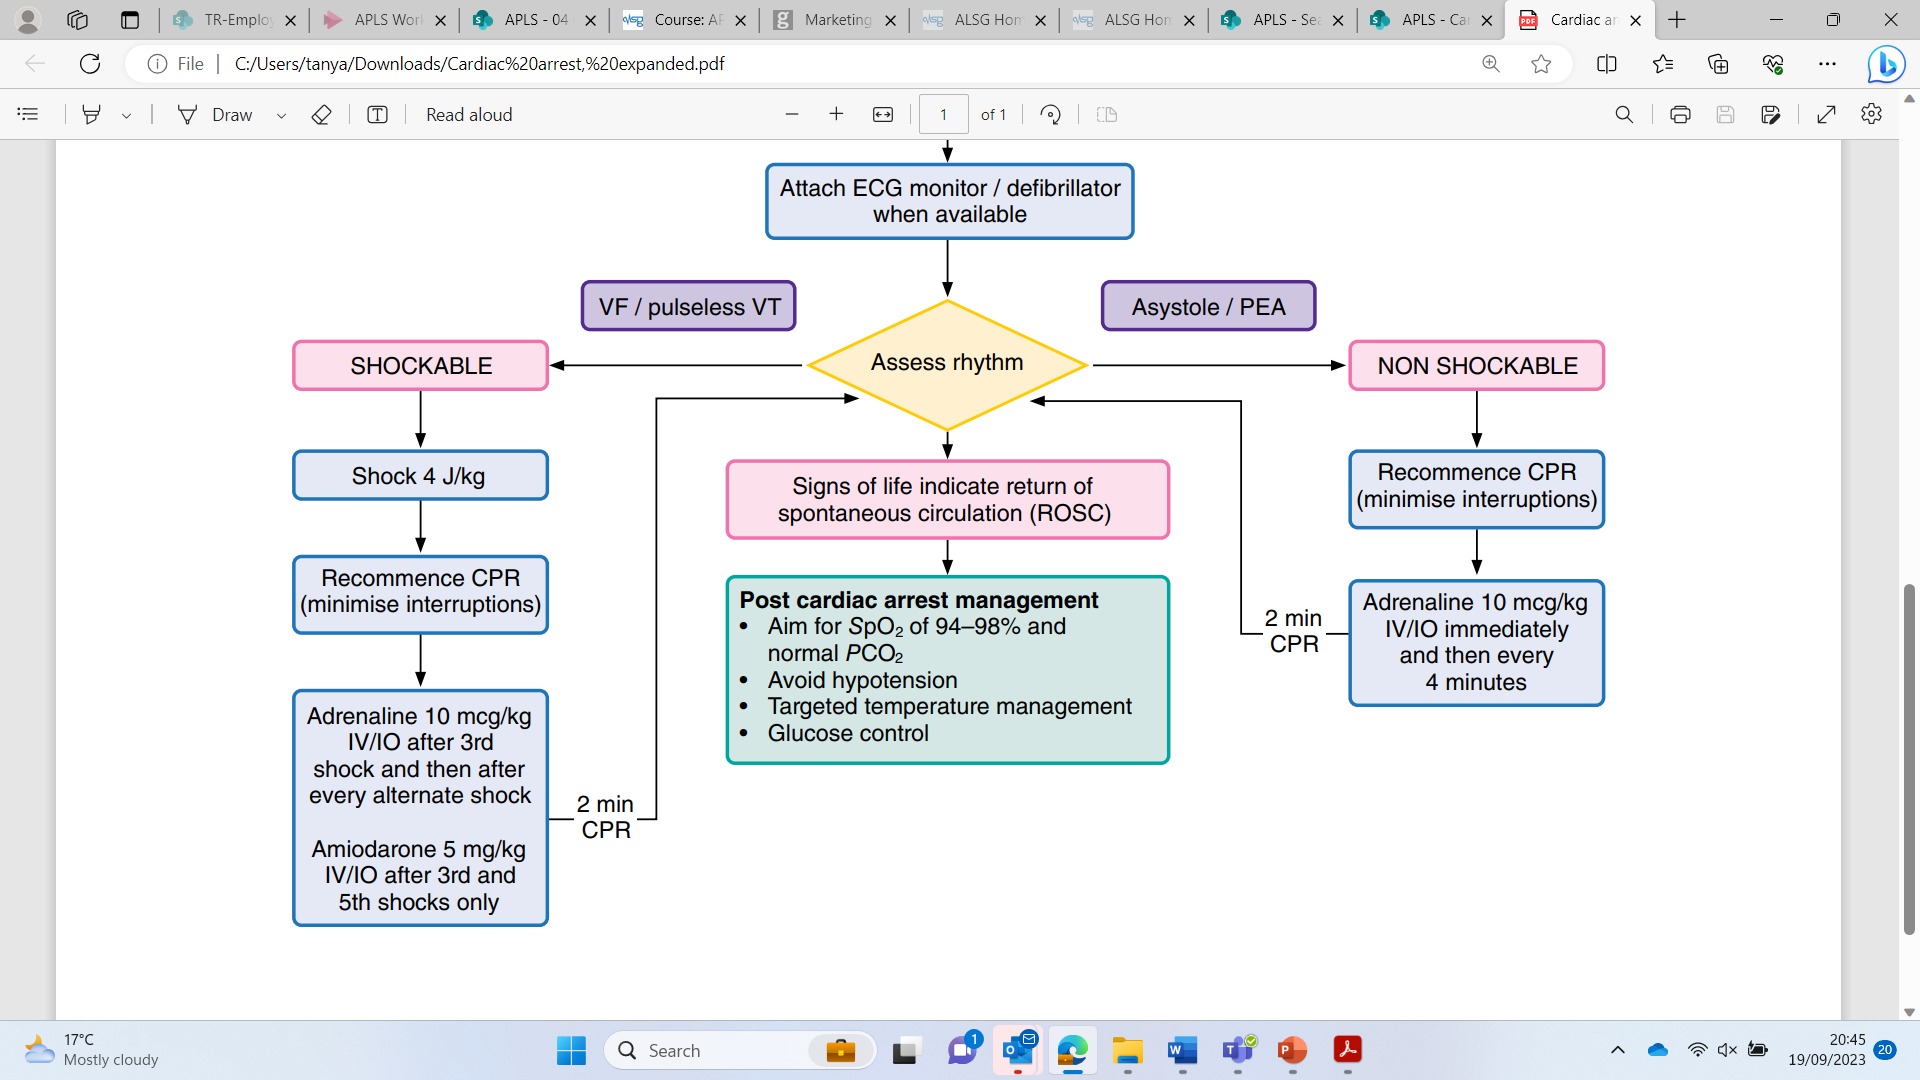 TR-Employ
APLS Worl
APLS - 04
Course: AP
Marketing
ALSG Hom
ALSG Hom
APLS - Sea
APLS - Ca
Cardiac ar
File
C:/Users/tanya/Downloads/Cardiac%20arrest,%20expanded.pdf
Draw
Read aloud
1 of 1
Attach ECG monitor / defibrillator
when available
VF / pulseless VT
Asystole / PEA
Assess rhythm
SHOCKABLE
NON SHOCKABLE
Shock 4 J/kg
Recommence CPR
(minimise interruptions)
Adrenaline 10 mcg/kg
IV/IO after 3rd
shock and then after
every alternate shock
Amiodarone 5 mg/kg
IV/IO after 3rd and
5th shocks only
2 min
CPR
Signs of life indicate return of
spontaneous circulation (ROSC)
Post cardiac arrest management
• Aim for SpO₂ of 94–98% and
normal PCO₂
• Avoid hypotension
• Targeted temperature management
• Glucose control
Recommence CPR
(minimise interruptions)
Adrenaline 10 mcg/kg
IV/IO immediately
and then every
4 minutes
2 min
CPR
17°C
Mostly cloudy
Search
1
20:45
19/09/2023
20